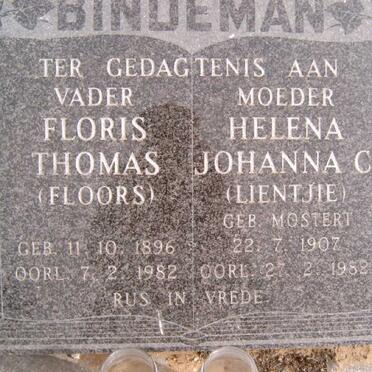 BINDEMAN
TER GEDAGTENIS AAN
VADER MOEDER
FLORIS HELENA
THOMAS JOHANNA C
(FLOORS) (LIENTJIE)
GEB. MOSTERT
GEB. 11. 10. 1896 22. 7. 1907
OORL. 7. 2. 1982 OORL. 27. 2. 1982
RUS IN VREDE.